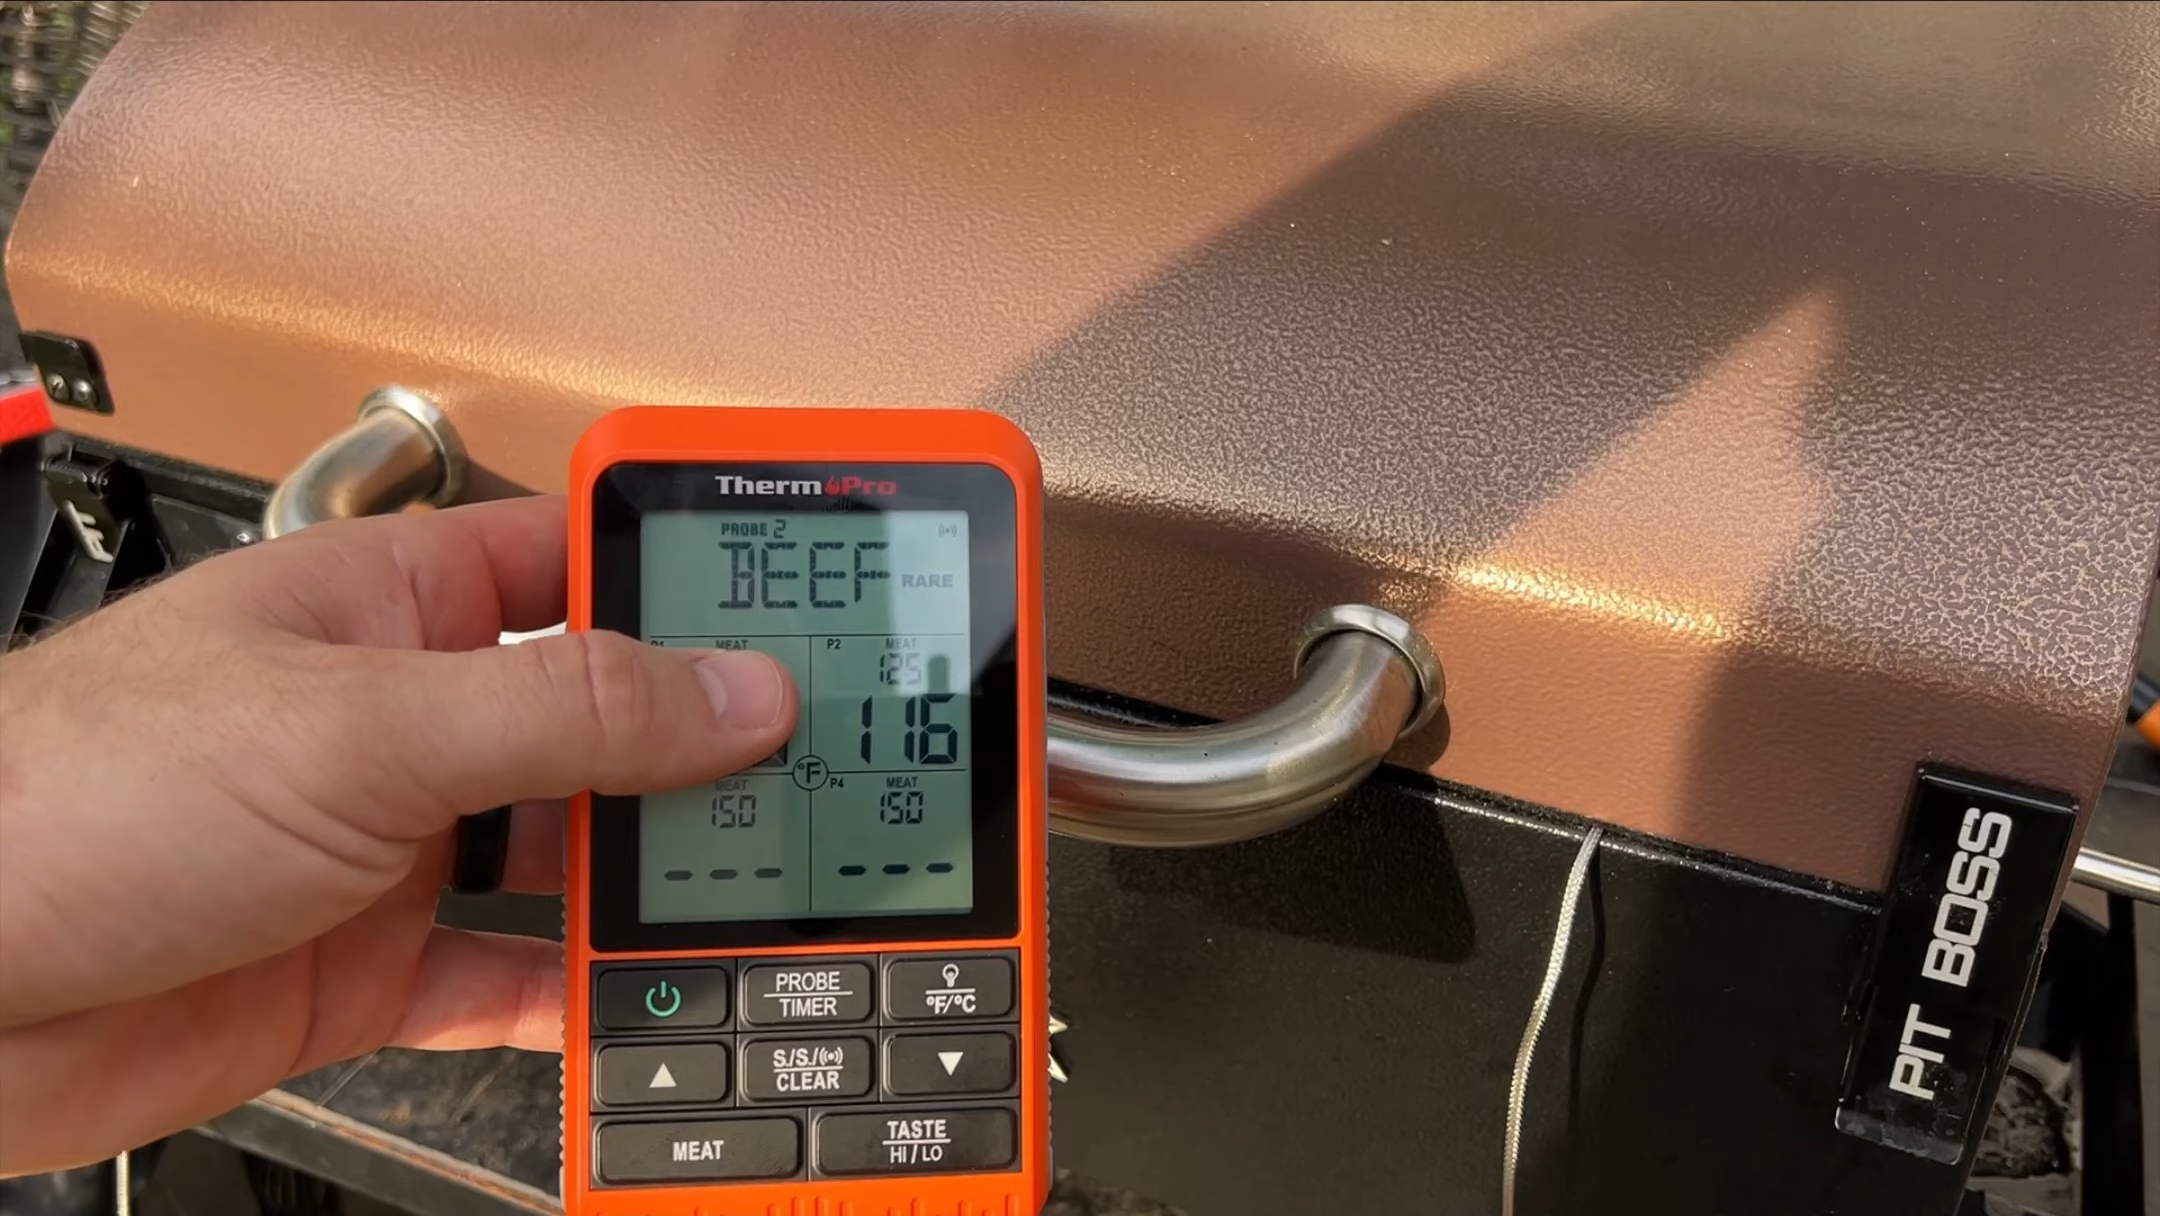 ThermoPro
PROBE 2
BEEF RARE
P1 MEAT P2 MEAT
125
116
°F
MEAT P4 MEAT
150 150
--- ---
PROBE
TIMER
°F/°C
S./S./
CLEAR
MEAT
TASTE
HI / LO
PIT BOSS